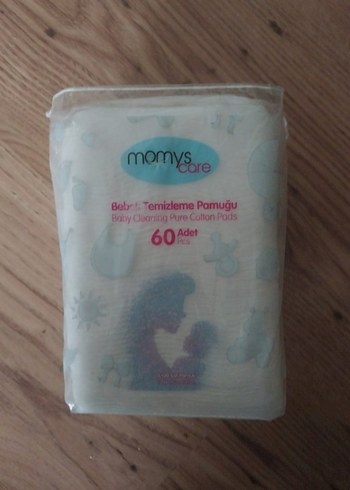 momys
care
Bebek Temizleme Pamuğu
Baby Cleansing Pure Cotton Pads
60 Adet
Pcs